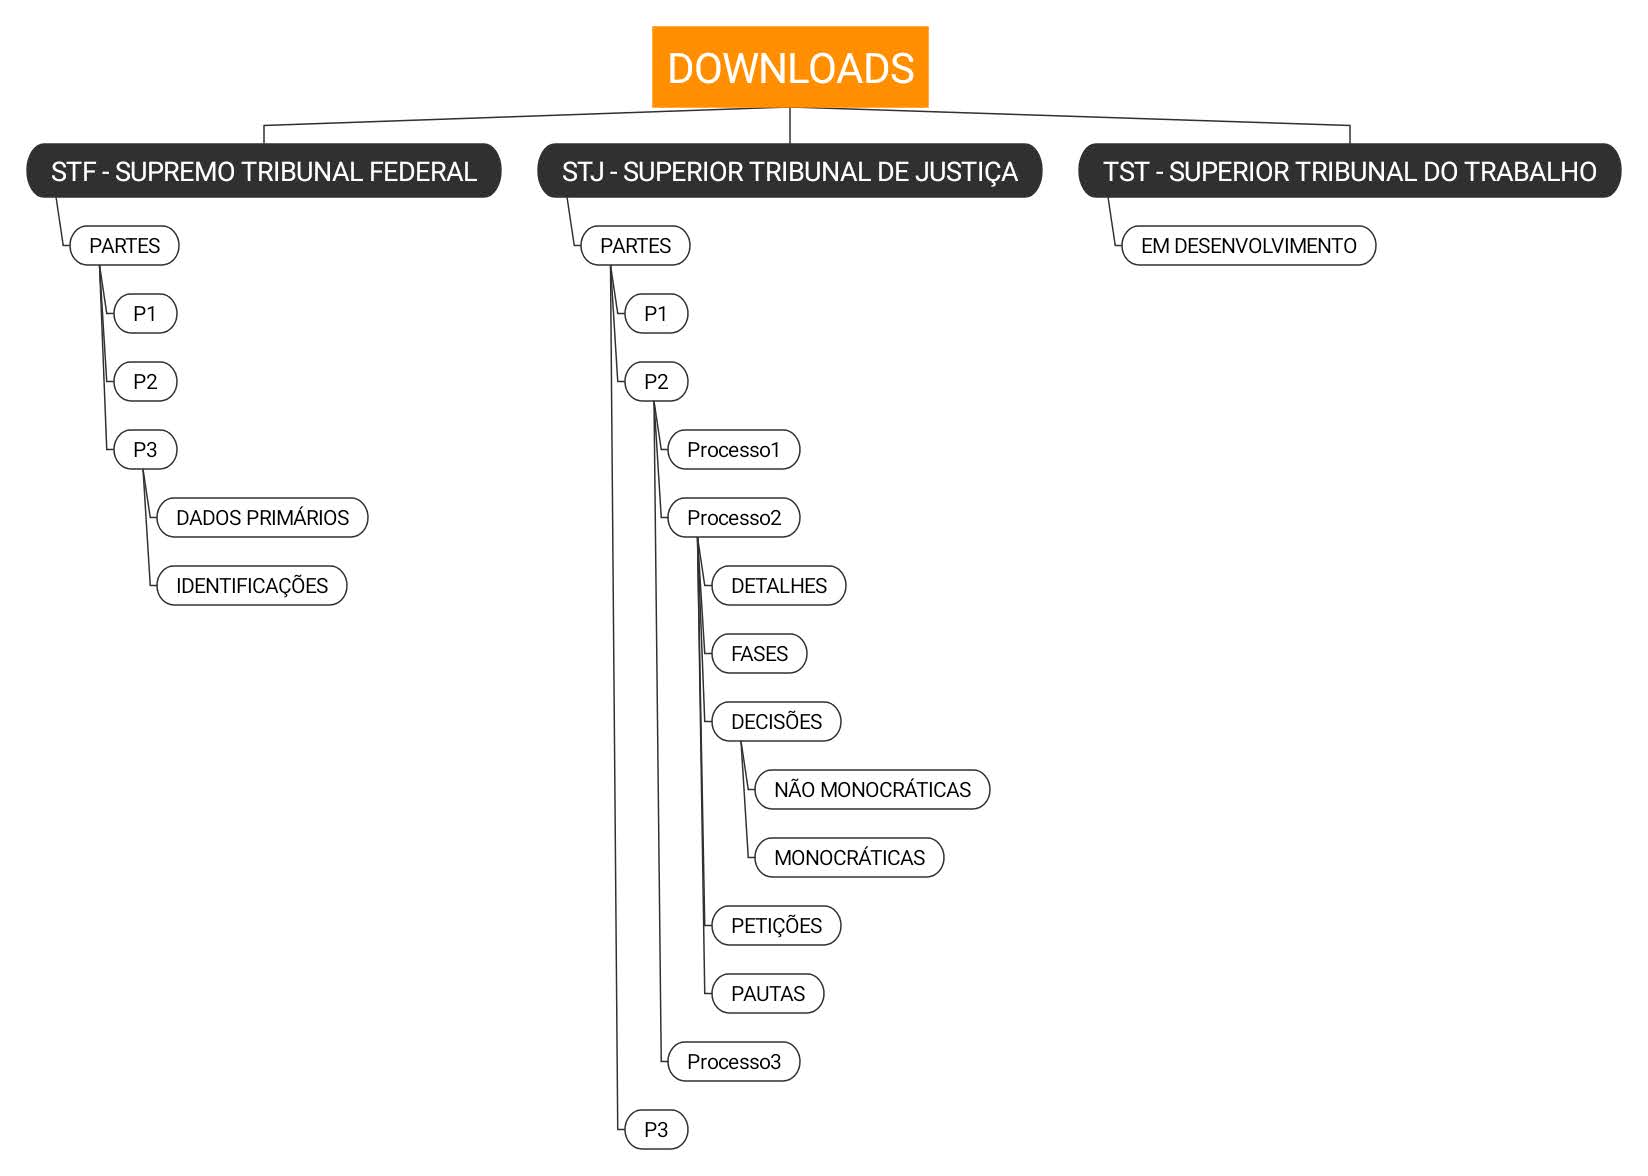 DOWNLOADS
STF - SUPREMO TRIBUNAL FEDERAL
PARTES
P1
P2
P3
DADOS PRIMÁRIOS
IDENTIFICAÇÕES
STJ - SUPERIOR TRIBUNAL DE JUSTIÇA
PARTES
P1
P2
Processo1
Processo2
DETALHES
FASES
DECISÕES
NÃO MONOCRÁTICAS
MONOCRÁTICAS
PETIÇÕES
PAUTAS
Processo3
P3
TST - SUPERIOR TRIBUNAL DO TRABALHO
EM DESENVOLVIMENTO